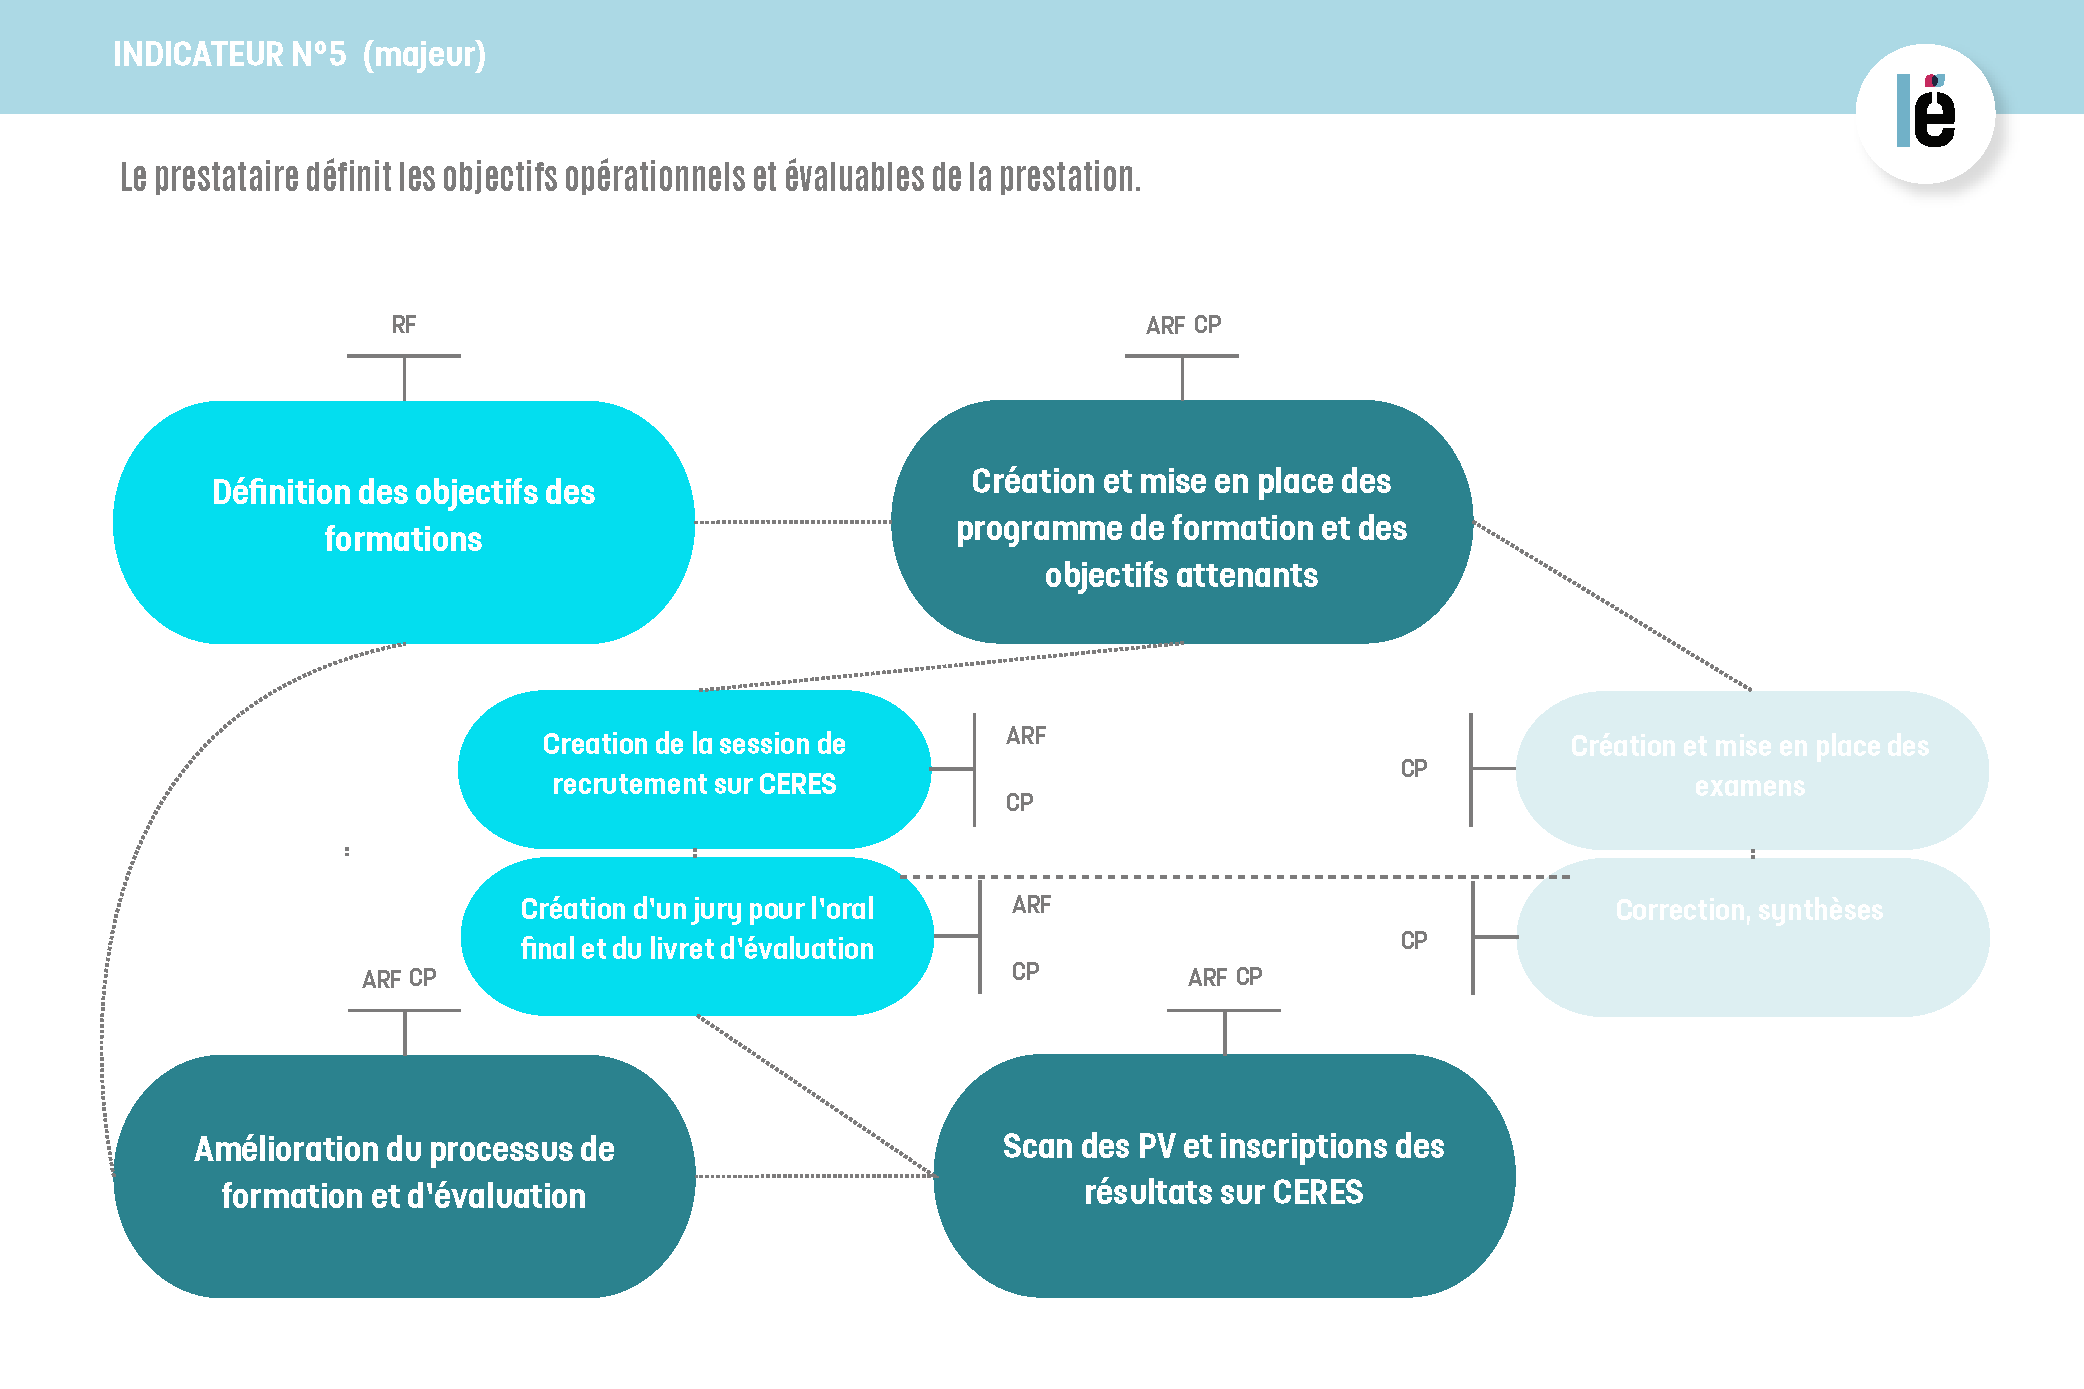 INDICATEUR N°5 (majeur)
lé
Le prestataire définit les objectifs opérationnels et évaluables de la prestation.
RF
ARF CP
Définition des objectifs des
formations
Création et mise en place des
programme de formation et des
objectifs attenants
Creation de la session de
recrutement sur CERES
ARF
CP
CP
Création et mise en place des
examens
Création d'un jury pour l'oral
final et du livret d'évaluation
ARF
CP
CP
Correction, synthèses
ARF CP
ARF CP
Amélioration du processus de
formation et d'évaluation
Scan des PV et inscriptions des
résultats sur CERES